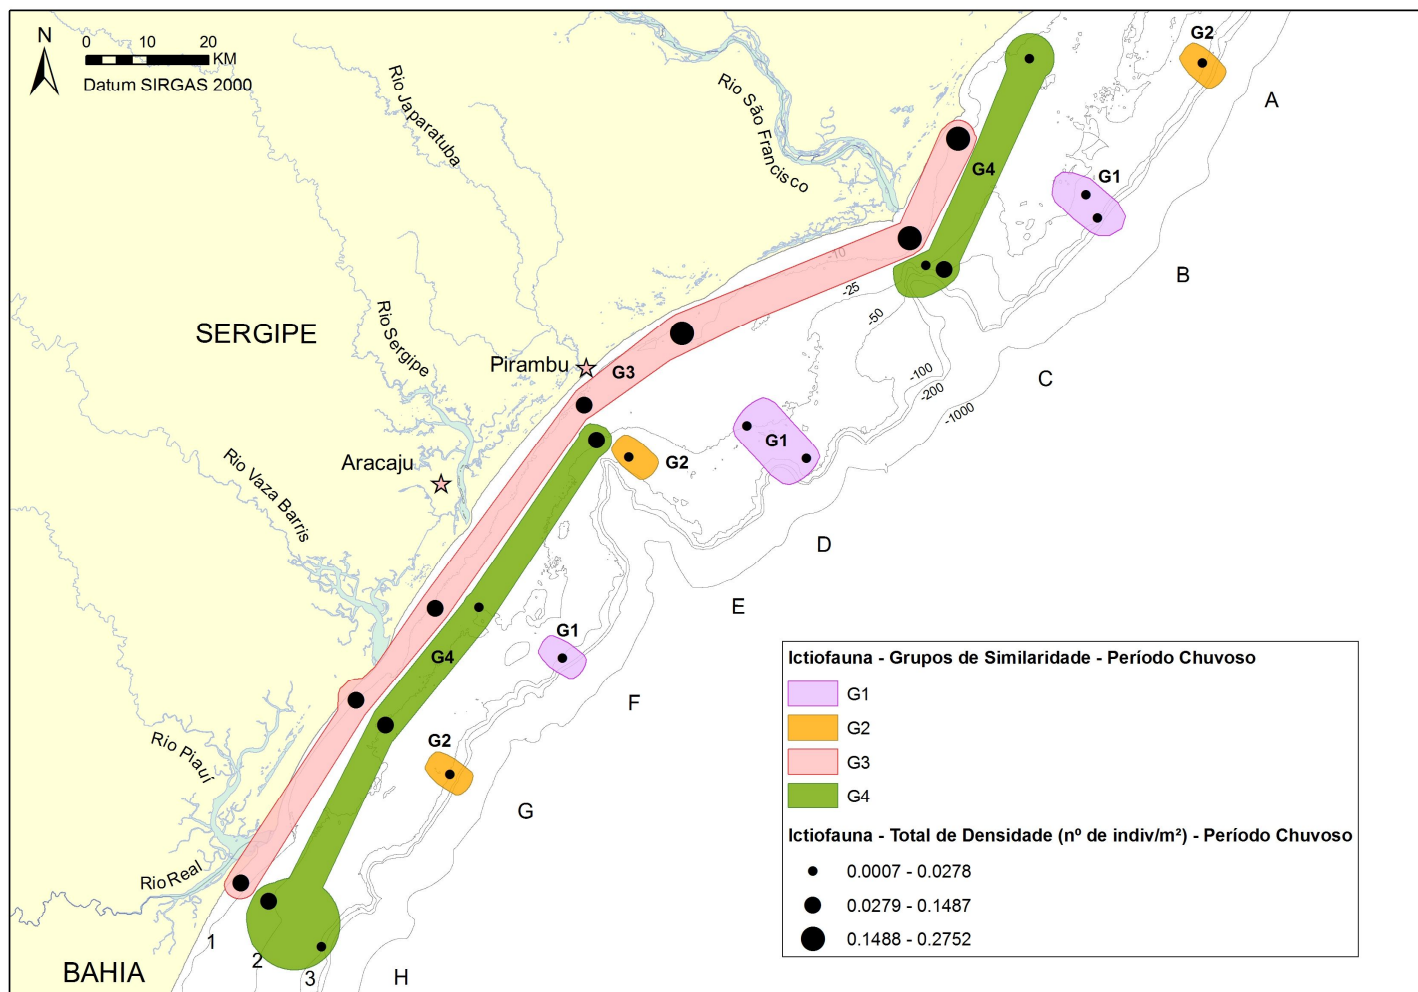 N
0 10 20
KM
Datum SIRGAS 2000
Rio Japaratuba
Rio São Francisco
G2
A
G4
G1
B
-10
-25
-50
SERGIPE
Rio Sergipe
Pirambu
G3
-100
-200
-1000
C
Aracaju
G2
G1
D
Rio Vaza Barris
E
G1
G4
F
G2
Rio Piauí
G
Rio Real
1
2
3
H
BAHIA
Ictiofauna - Grupos de Similaridade - Período Chuvoso
G1
G2
G3
G4
Ictiofauna - Total de Densidade (nº de indiv/m²) - Período Chuvoso
0.0007 - 0.0278
0.0279 - 0.1487
0.1488 - 0.2752